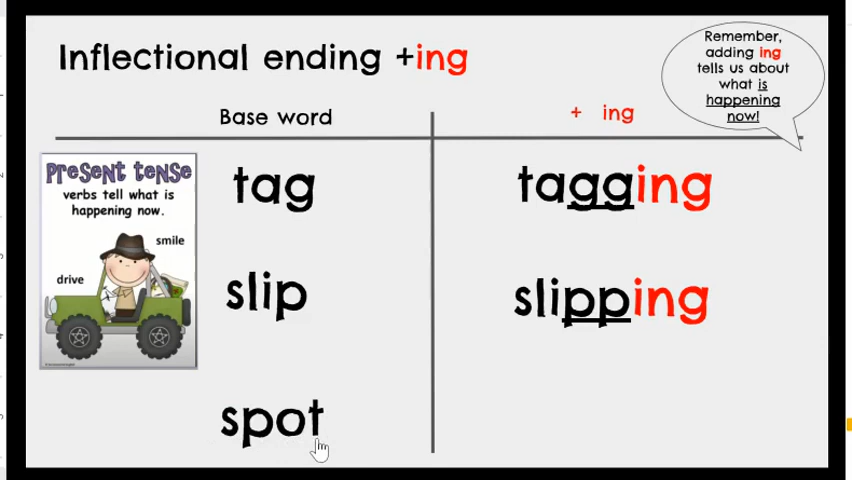 Inflectional ending +ing
Remember,
adding ing
tells us about
what is
happening
now!
Base word
+ ing
Present tense
verbs tell what is
happening now.
smile
drive
tag
tagging
slip
slipping
spot